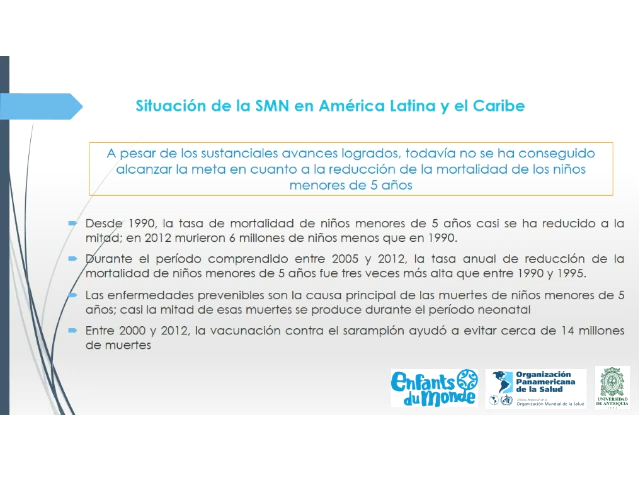 Situación de la SMN en América Latina y el Caribe
A pesar de los sustanciales avances logrados, todavía no se ha conseguido
alcanzar la meta en cuanto a la reducción de la mortalidad de los niños
menores de 5 años
Desde 1990, la tasa de mortalidad de niños menores de 5 años casi se ha reducido a la
mitad; en 2012 murieron 6 millones de niños menos que en 1990.
Durante el período comprendido entre 2005 y 2012, la tasa anual de reducción de la
mortalidad de niños menores de 5 años fue tres veces más alta que entre 1990 y 1995.
Las enfermedades prevenibles son la causa principal de las muertes de niños menores de 5
años; casi la mitad de esas muertes se produce durante el período neonatal
Entre 2000 y 2012, la vacunación contra el sarampión ayudó a evitar cerca de 14 millones
de muertes
Enfants
du Monde
Organización
Panamericana
de la Salud
Organización Mundial de la Salud
UNIVERSIDAD
DE ANTIOQUIA